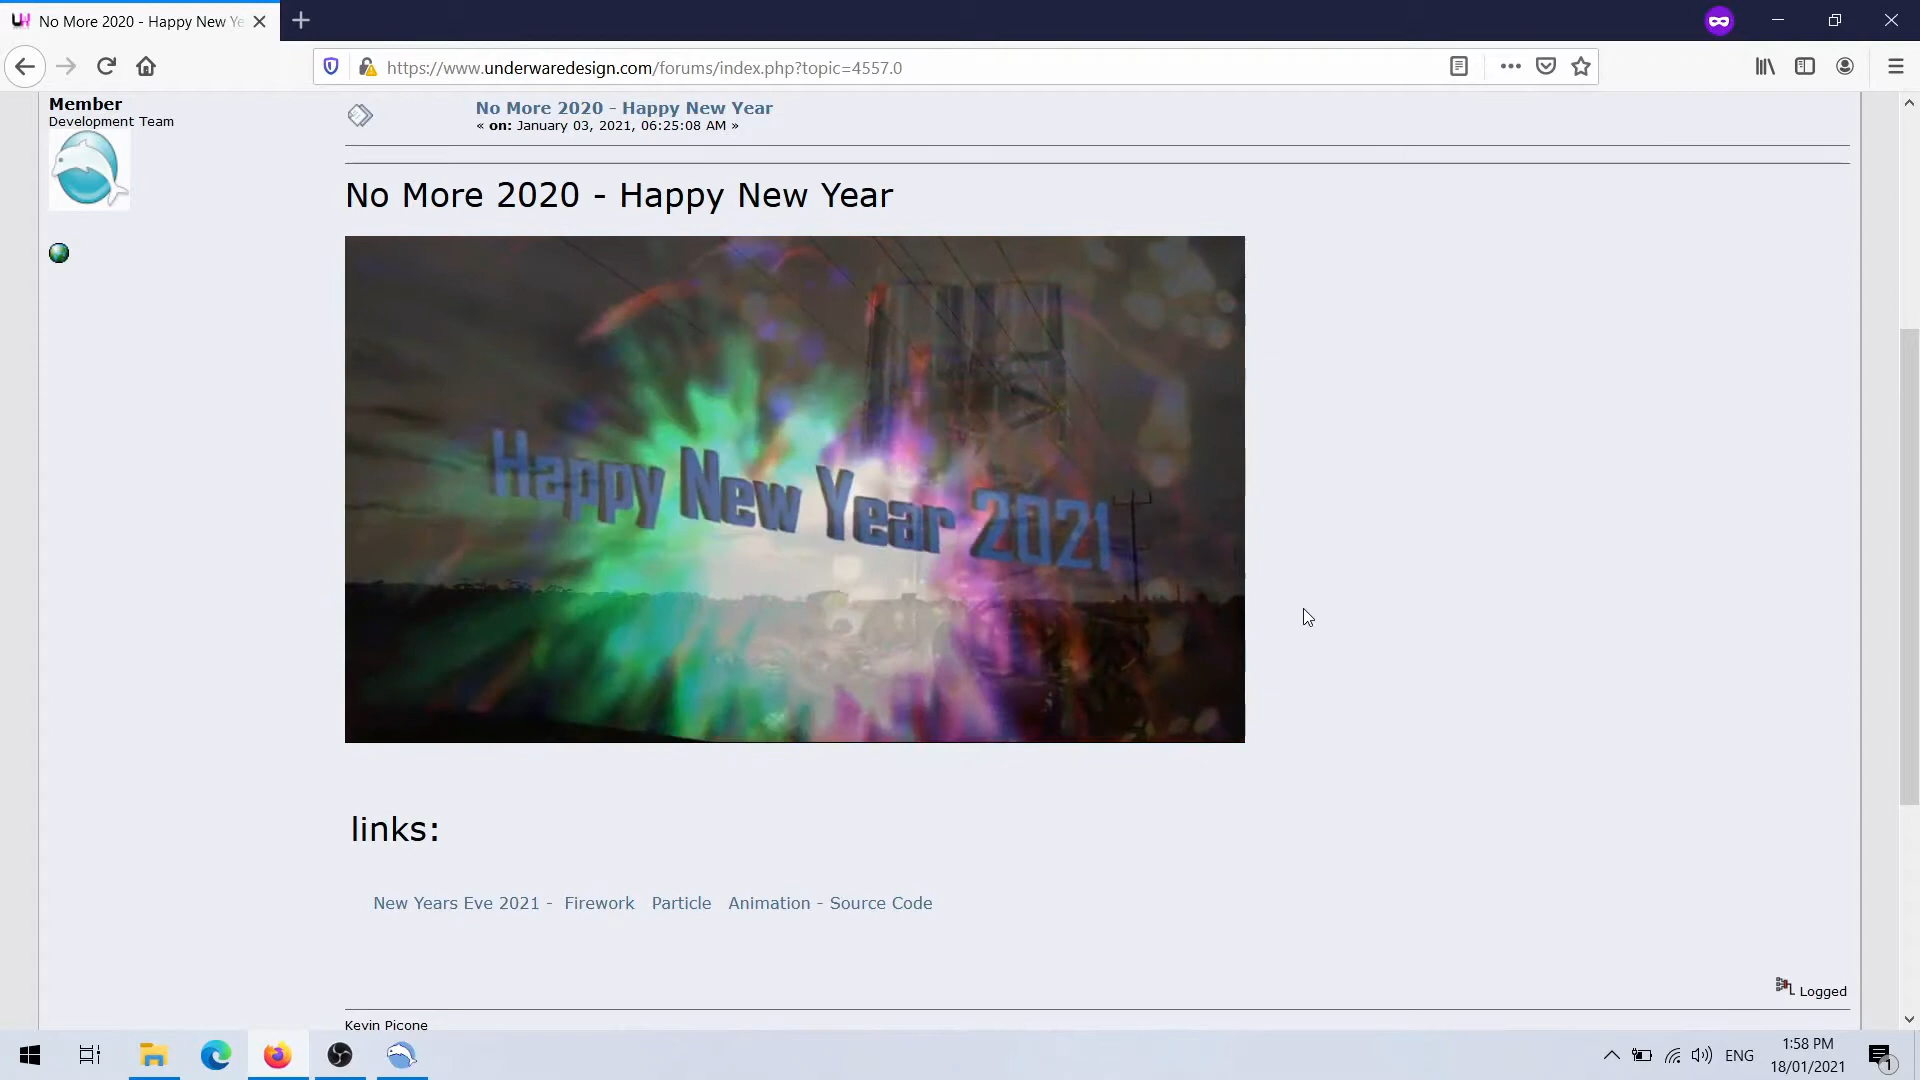 No More 2020 - Happy New Ye
https://www.underwaredesign.com/forums/index.php?topic=4557.0
Member
Development Team
No More 2020 - Happy New Year
« on: January 03, 2021, 06:25:08 AM »
No More 2020 - Happy New Year
Happy New Year 2021
links:
New Years Eve 2021 - Firework Particle Animation - Source Code
Logged
Kevin Picone
ENG
1:58 PM
18/01/2021
1